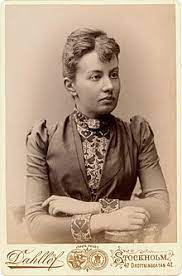 Dahllöf
STOCKHOLM.
47 DROTTNINGGATAN 47.